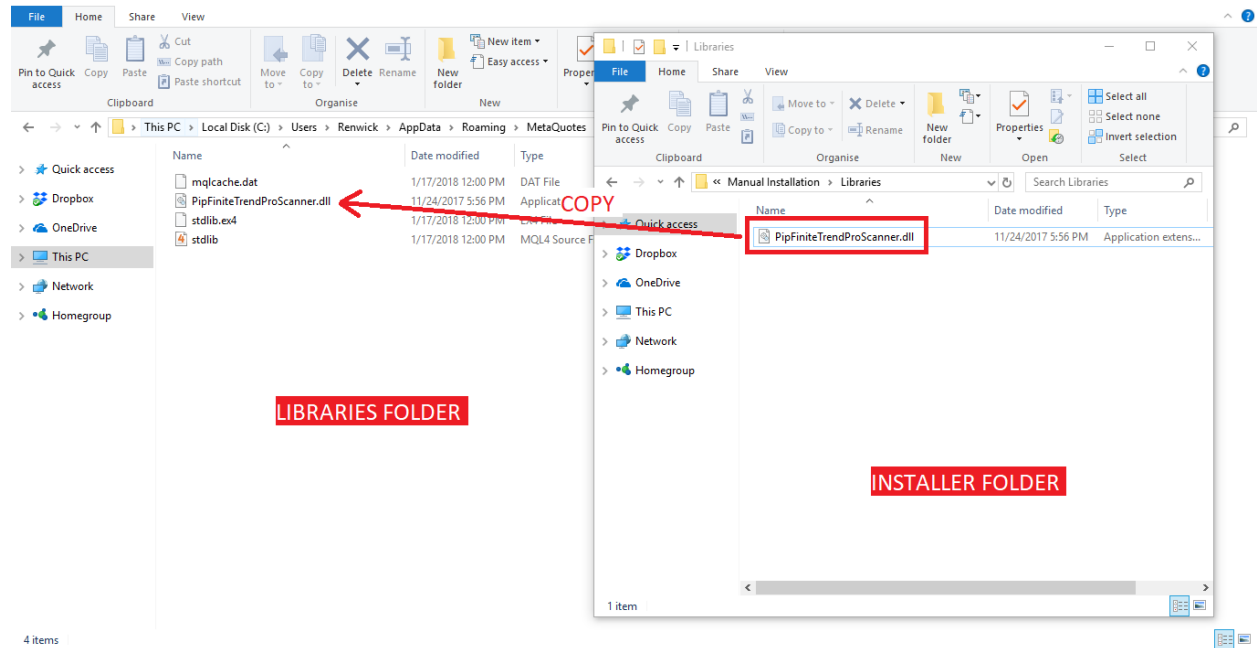 File Home Share View
Pin to Quick access
Copy
Paste
Cut
Copy path
Paste shortcut
Clipboard
Move to
Copy to
Delete
Rename
Organise
New folder
New item
Easy access
New
This PC > Local Disk (C:) > Users > Renwick > AppData > Roaming > MetaQuotes
Quick access
Dropbox
OneDrive
This PC
Network
Homegroup
Name Date modified Type
mqlcache.dat 1/17/2018 12:00 PM DAT File
PipFiniteTrendProScanner.dll 11/24/2017 5:56 PM
stdlib.ex4 1/17/2018 12:00 PM
stdlib 1/17/2018 12:00 PM MQL4 Source F
LIBRARIES FOLDER
4 items
COPY
Libraries
File Home Share View
Pin to Quick access
Copy
Paste
Clipboard
Move to
Copy to
Delete
Rename
Organise
New folder
New
Properties
Open
Select all
Select none
Invert selection
Select
« Manual Installation > Libraries
Search Libraries
Quick access
Dropbox
OneDrive
This PC
Network
Homegroup
Name Date modified Type
PipFiniteTrendProScanner.dll 11/24/2017 5:56 PM Application extens...
INSTALLER FOLDER
1 item